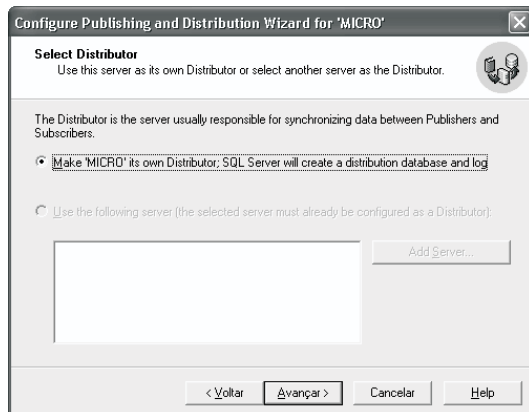 Configure Publishing and Distribution Wizard for 'MICRO'
Select Distributor
Use this server as its own Distributor or select another server as the Distributor.
The Distributor is the server usually responsible for synchronizing data between Publishers and
Subscribers.
Make 'MICRO' its own Distributor; SQL Server will create a distribution database and log
Use the following server (the selected server must already be configured as a Distributor):
Add Server...
< Voltar
Avançar >
Cancelar
Help